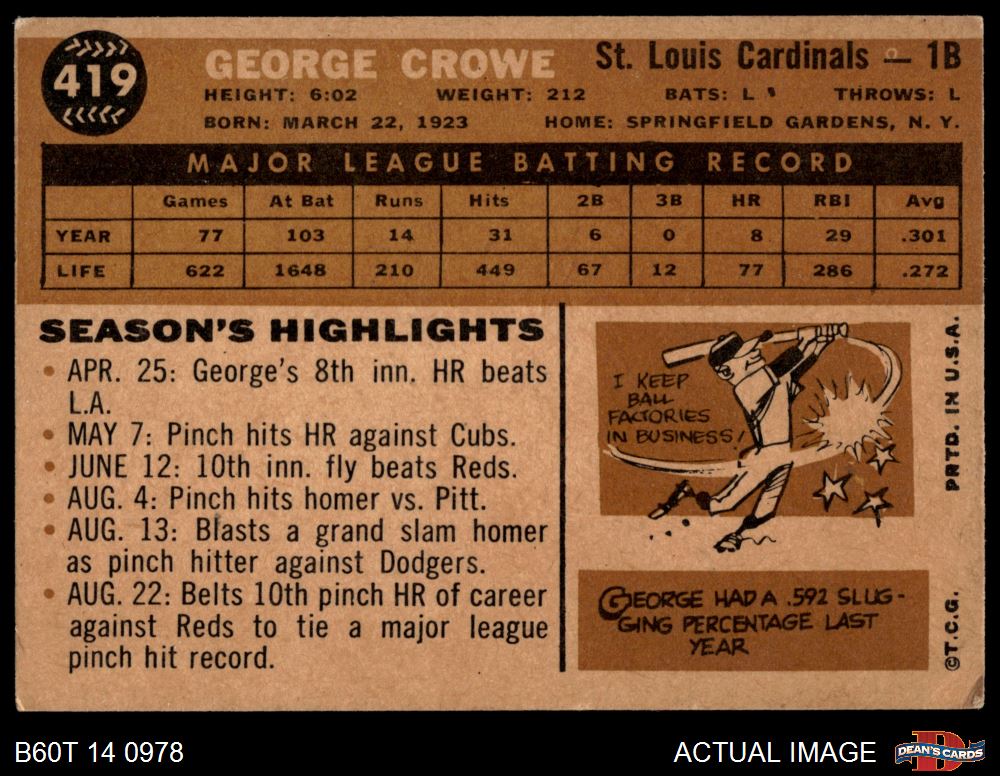 419
GEORGE CROWE St. Louis Cardinals — 1B
HEIGHT: 6:02 WEIGHT: 212 BATS: L THROWS: L
BORN: MARCH 22, 1923 HOME: SPRINGFIELD GARDENS, N. Y.
MAJOR LEAGUE BATTING RECORD
Games At Bat Runs Hits 2B 3B HR RBI Avg
YEAR 77 103 14 31 6 0 8 29 .301
LIFE 622 1648 210 449 67 12 77 286 .272
SEASON'S HIGHLIGHTS
• APR. 25: George's 8th inn. HR beats
L.A.
• MAY 7: Pinch hits HR against Cubs.
• JUNE 12: 10th inn. fly beats Reds.
• AUG. 4: Pinch hits homer vs. Pitt.
• AUG. 13: Blasts a grand slam homer
as pinch hitter against Dodgers.
• AUG. 22: Belts 10th pinch HR of career
against Reds to tie a major league
pinch hit record.
I KEEP
BALL
FACTORIES
IN BUSINESS!
GEORGE HAD A .592 SLUG-
GING PERCENTAGE LAST
YEAR
©T.C.G. PRTD. IN U.S.A.
B60T 14 0978 ACTUAL IMAGE
DEAN'S CARDS